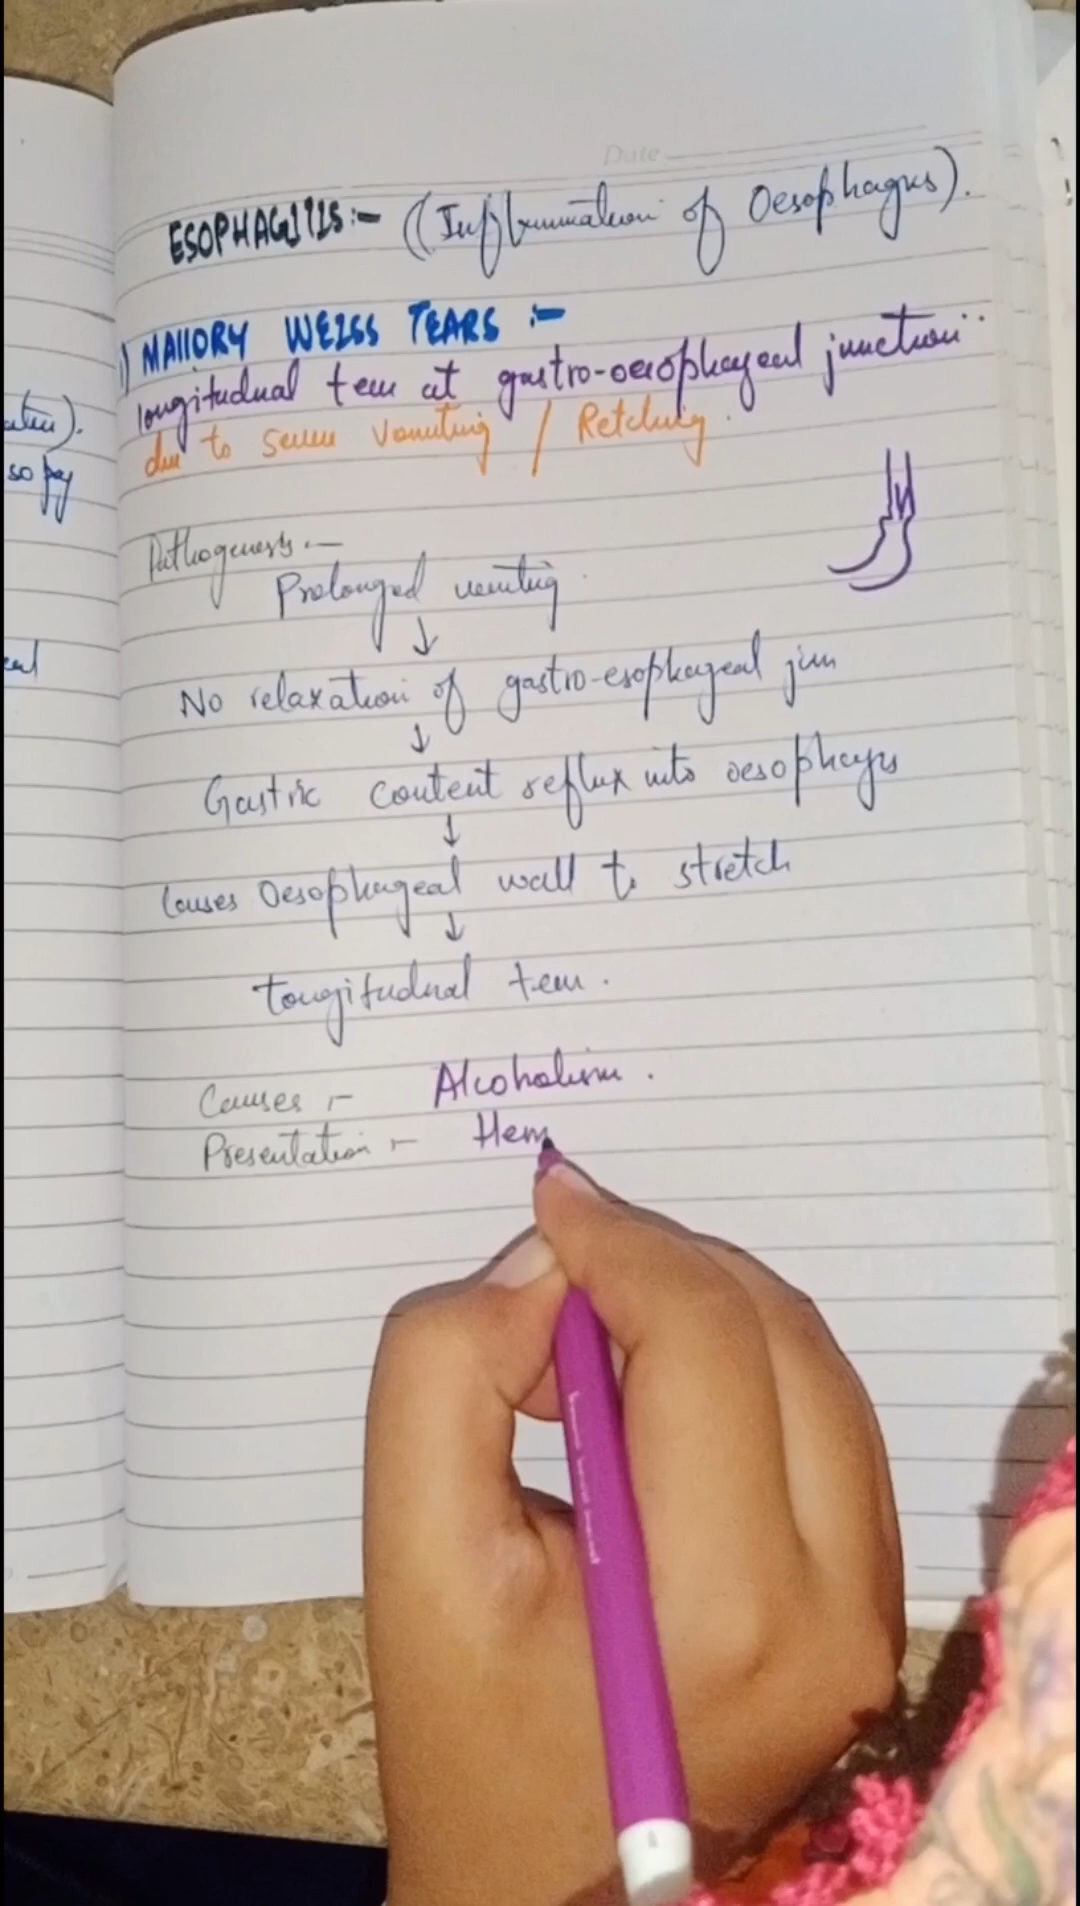 Date
ESOPHAGITIS:- (Inflammation of Oesophagus).
1) MALLORY WEISS TEARS :-
longitudual tear at gastro-oesophageal junction
due to severe vomiting / Retching.
Pathogenesis :-
Prolonged vomiting
↓
No relaxation of gastro-esophageal jun
↓
Gastric content reflux into oesophagus
↓
Causes Oesophageal wall to stretch
↓
longitudual tear.
Causes :- Alcoholism.
Presentation :- Hem